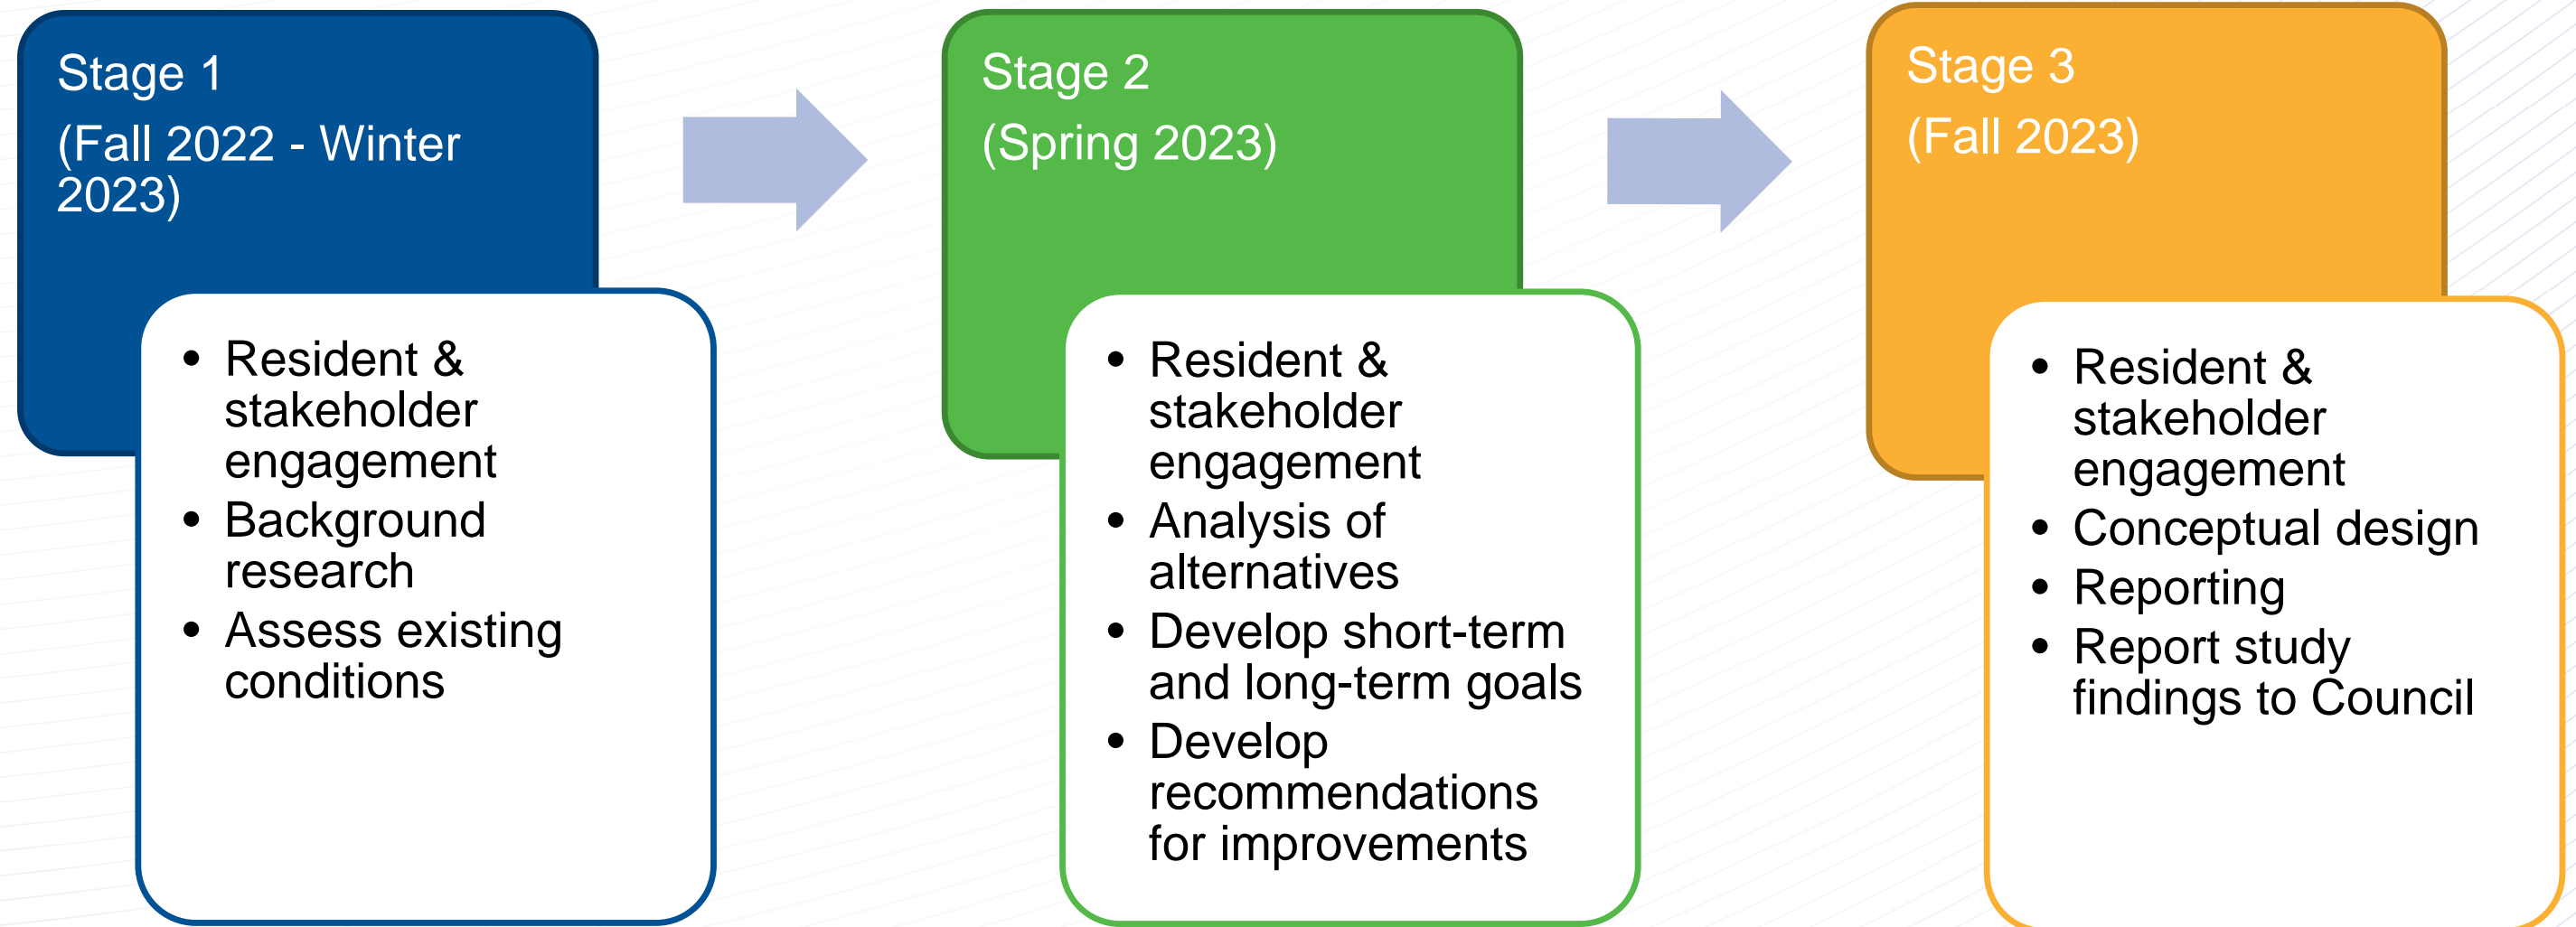 Stage 1
(Fall 2022 - Winter
2023)
• Resident &
stakeholder
engagement
• Background
research
• Assess existing
conditions
Stage 2
(Spring 2023)
• Resident &
stakeholder
engagement
• Analysis of
alternatives
• Develop short-term
and long-term goals
• Develop
recommendations
for improvements
Stage 3
(Fall 2023)
• Resident &
stakeholder
engagement
• Conceptual design
• Reporting
• Report study
findings to Council